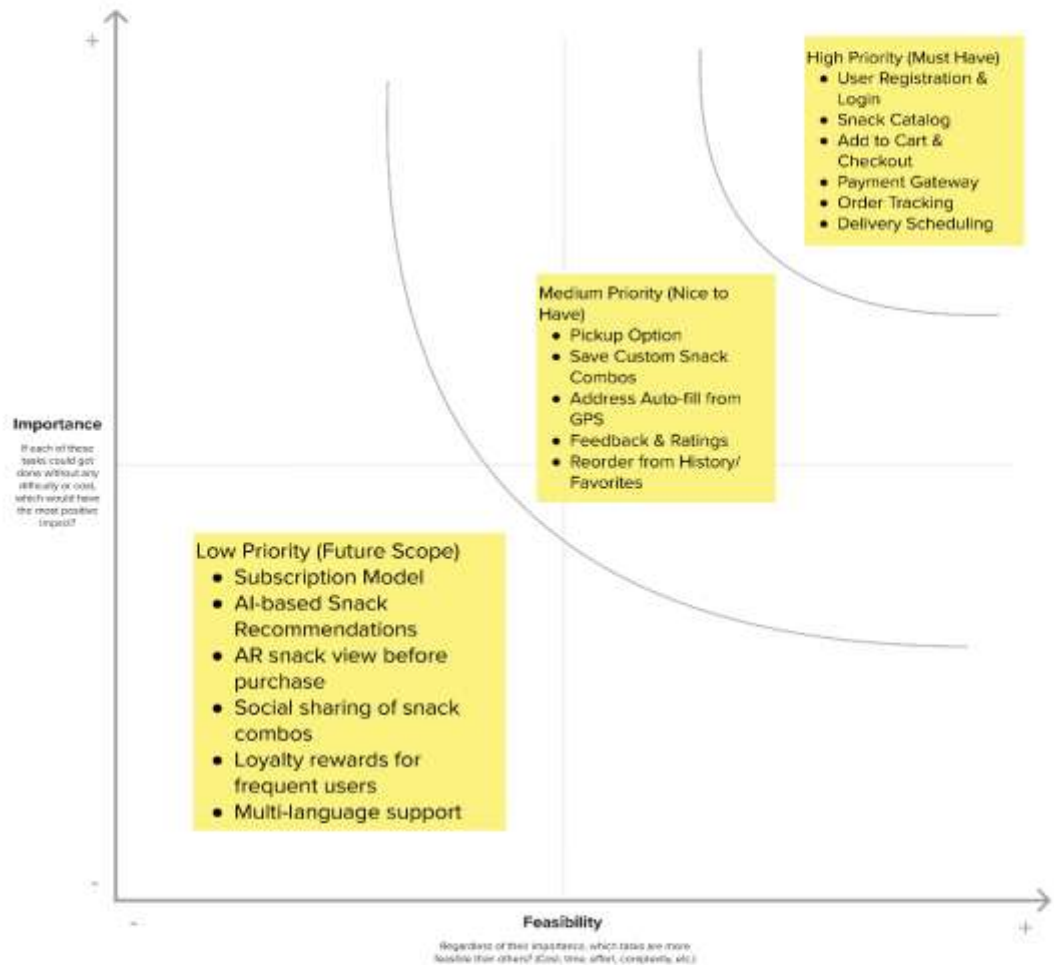 +
High Priority (Must Have)
● User Registration &
Login
● Snack Catalog
● Add to Cart &
Checkout
● Payment Gateway
● Order Tracking
● Delivery Scheduling
Medium Priority (Nice to
Have)
● Pickup Option
● Save Custom Snack
Combos
● Address Auto-fill from
GPS
● Feedback & Ratings
● Reorder from History/
Favorites
Importance
If each of these
tasks could get
done without any
difficulty or cost,
which would have
the most positive
impact?
Low Priority (Future Scope)
● Subscription Model
● AI-based Snack
Recommendations
● AR snack view before
purchase
● Social sharing of snack
combos
● Loyalty rewards for
frequent users
● Multi-language support
-
-
Feasibility
+
Regardless of their importance, which tasks are more
feasible than others? (Cost, time, effort, complexity, etc.)